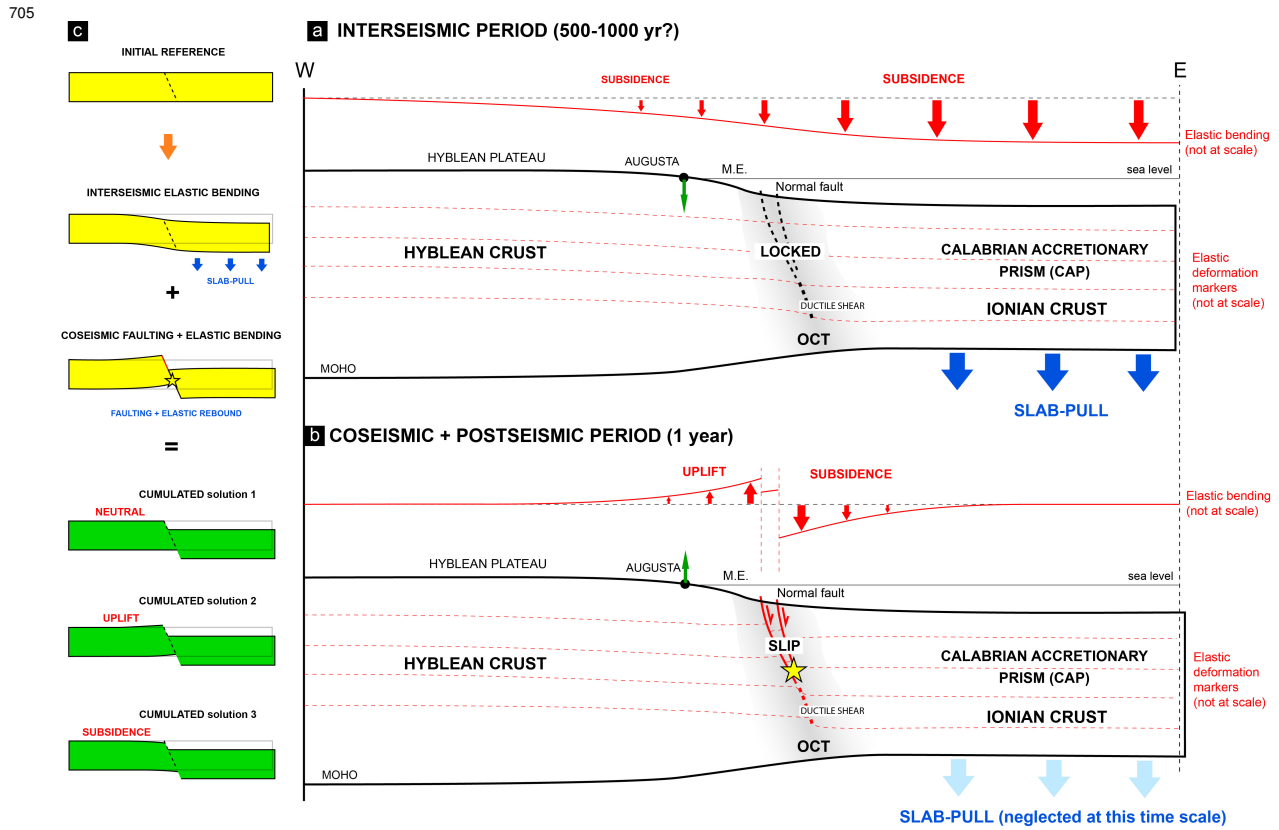 705
c
INITIAL REFERENCE
INTERSEISMIC ELASTIC BENDING
SLAB-PULL
+
COSEISMIC FAULTING + ELASTIC BENDING
FAULTING + ELASTIC REBOUND
=
CUMULATED solution 1
NEUTRAL
CUMULATED solution 2
UPLIFT
CUMULATED solution 3
SUBSIDENCE
a INTERSEISMIC PERIOD (500-1000 yr?)
W
E
SUBSIDENCE
SUBSIDENCE
Elastic bending
(not at scale)
HYBLEAN PLATEAU
AUGUSTA
M.E.
sea level
Normal fault
HYBLEAN CRUST
LOCKED
CALABRIAN ACCRETIONARY
PRISM (CAP)
Elastic
deformation
markers
(not at scale)
DUCTILE SHEAR
IONIAN CRUST
OCT
MOHO
SLAB-PULL
b COSEISMIC + POSTSEISMIC PERIOD (1 year)
UPLIFT
SUBSIDENCE
Elastic bending
(not at scale)
HYBLEAN PLATEAU
AUGUSTA
M.E.
sea level
Normal fault
SLIP
HYBLEAN CRUST
CALABRIAN ACCRETIONARY
PRISM (CAP)
Elastic
deformation
markers
(not at scale)
DUCTILE SHEAR
IONIAN CRUST
OCT
MOHO
SLAB-PULL (neglected at this time scale)